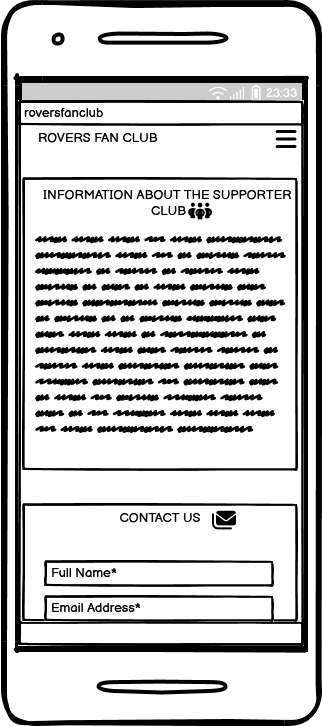 23:33
roversfanclub
ROVERS FAN CLUB
INFORMATION ABOUT THE SUPPORTER
CLUB
CONTACT US
Full Name*
Email Address*